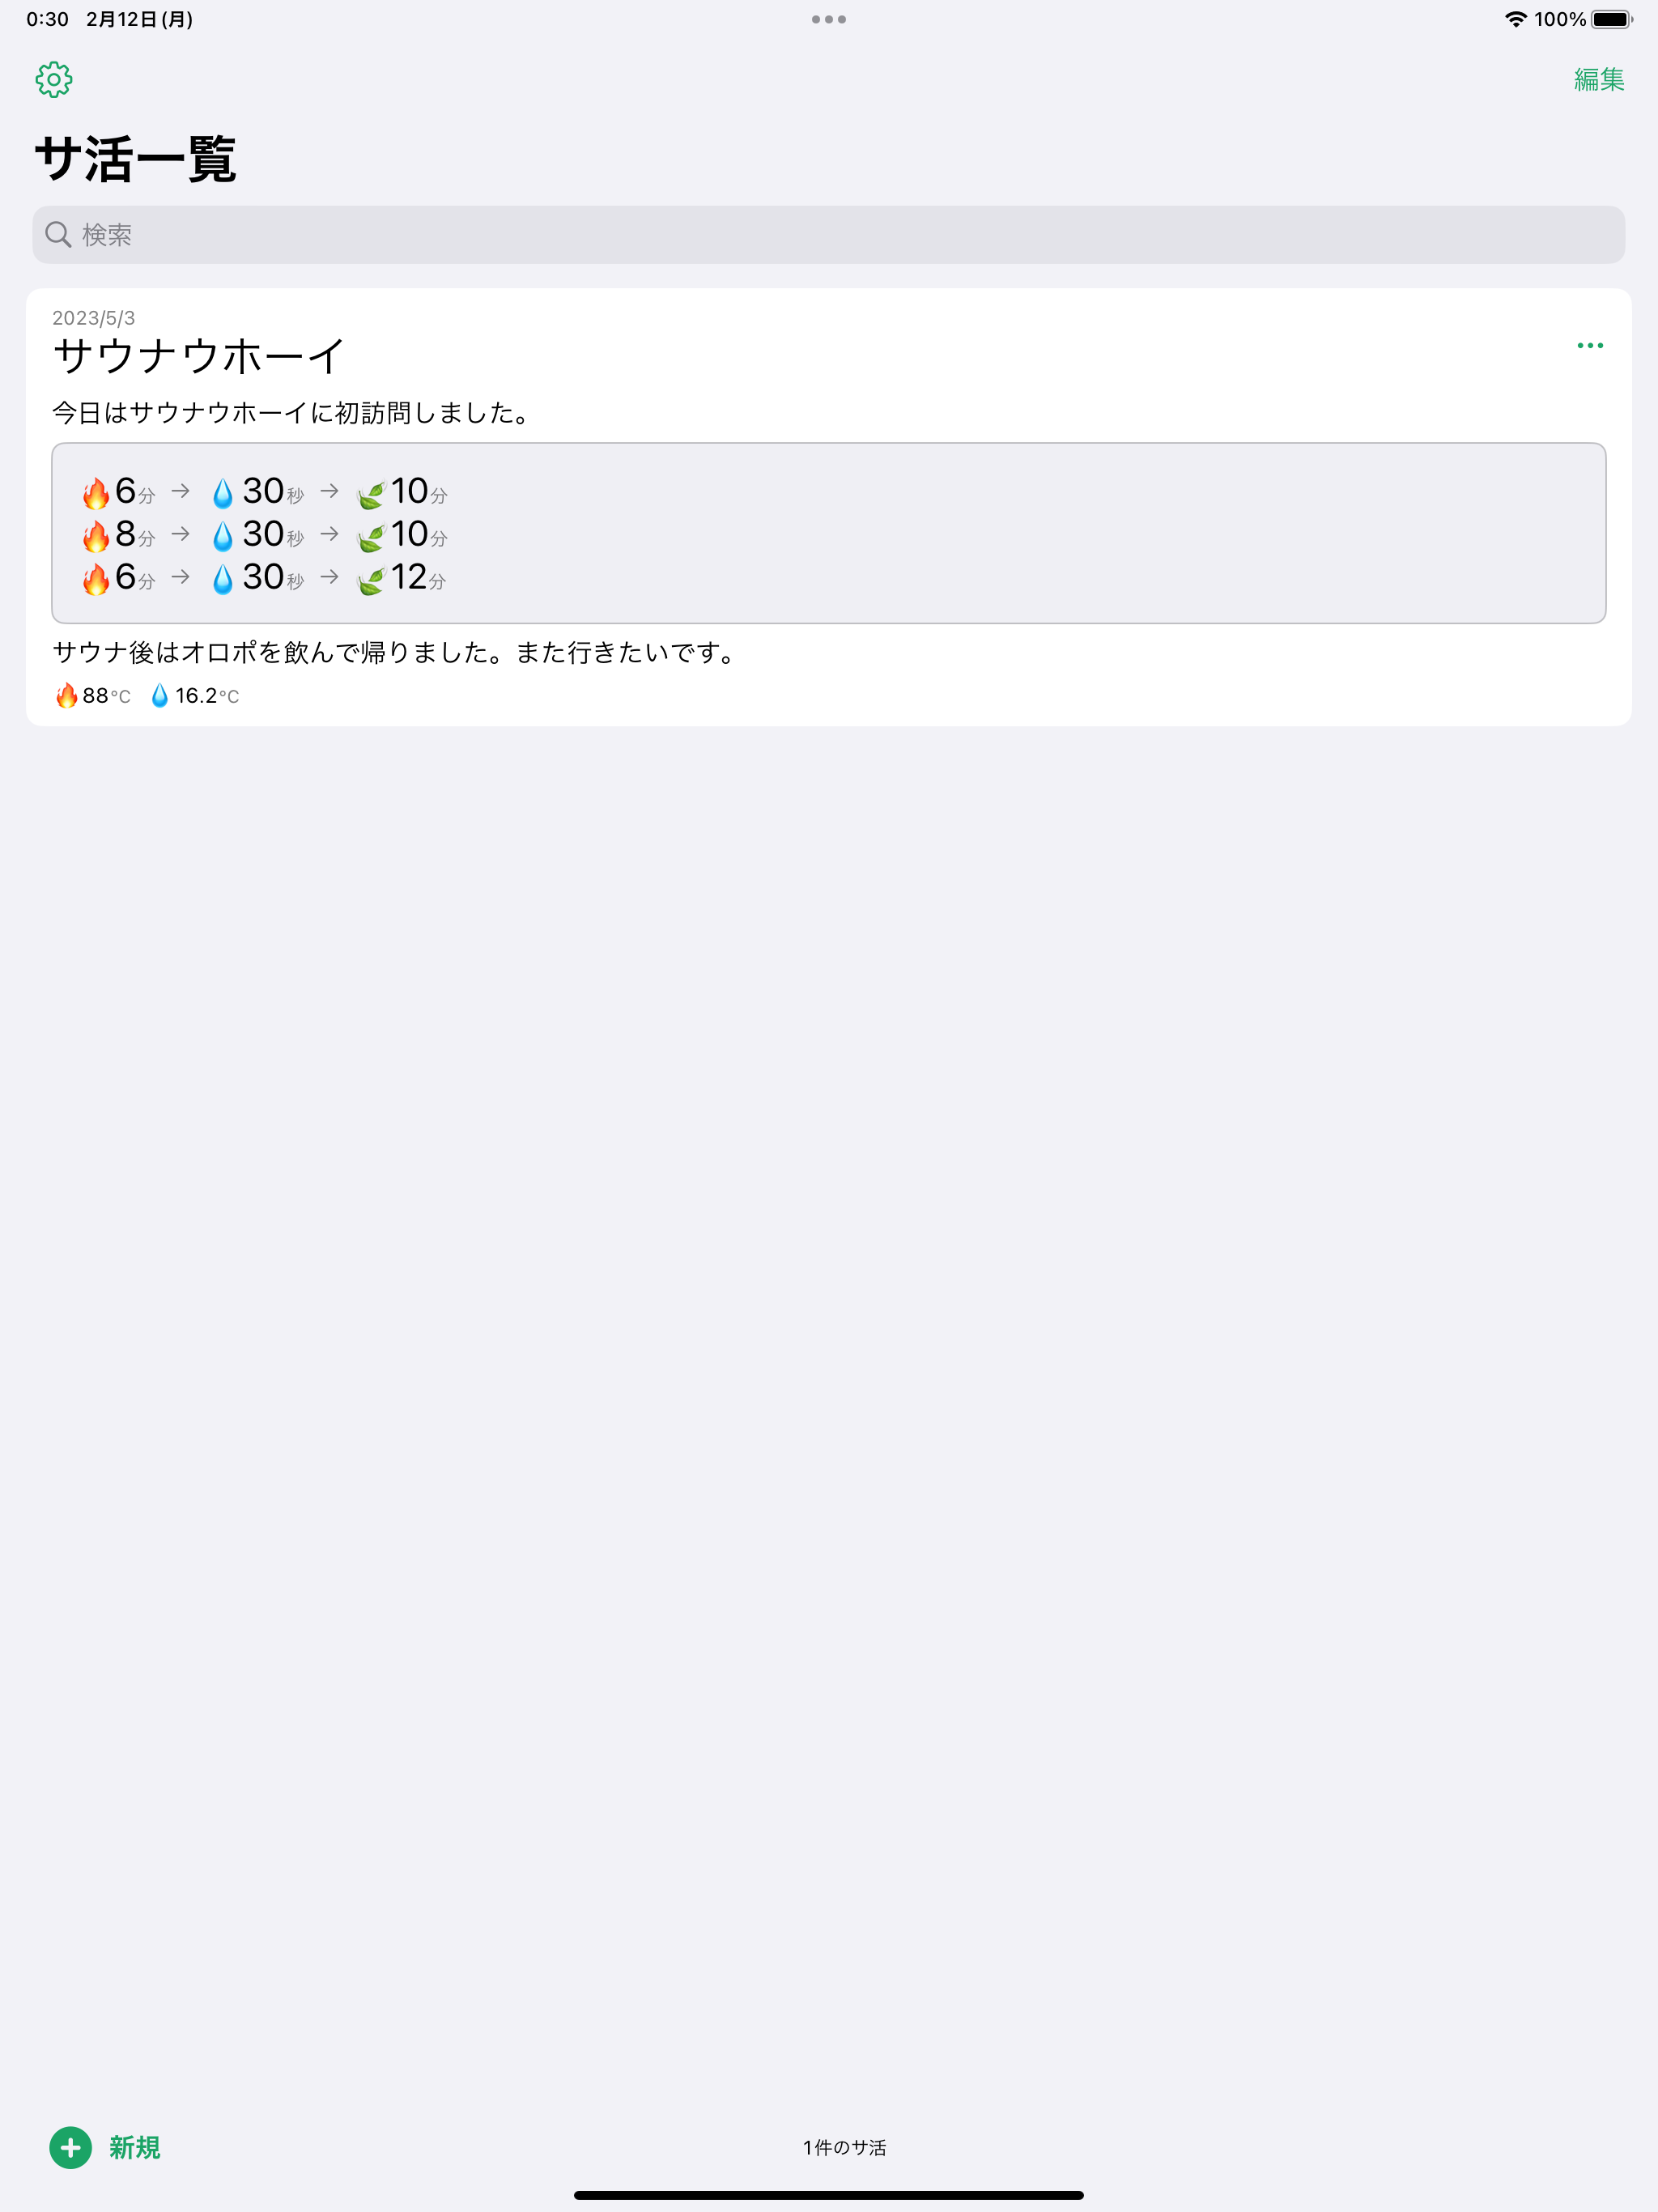 0:30 2月12日(月) 100%
編集
サ活一覧
検索
2023/5/3
サウナウホーイ
今日はサウナウホーイに初訪問しました。
🔥6分 → 💧30秒 → 🍃10分
🔥8分 → 💧30秒 → 🍃10分
🔥6分 → 💧30秒 → 🍃12分
サウナ後はオロポを飲んで帰りました。また行きたいです。
🔥88°C 💧16.2°C
新規 1件のサ活